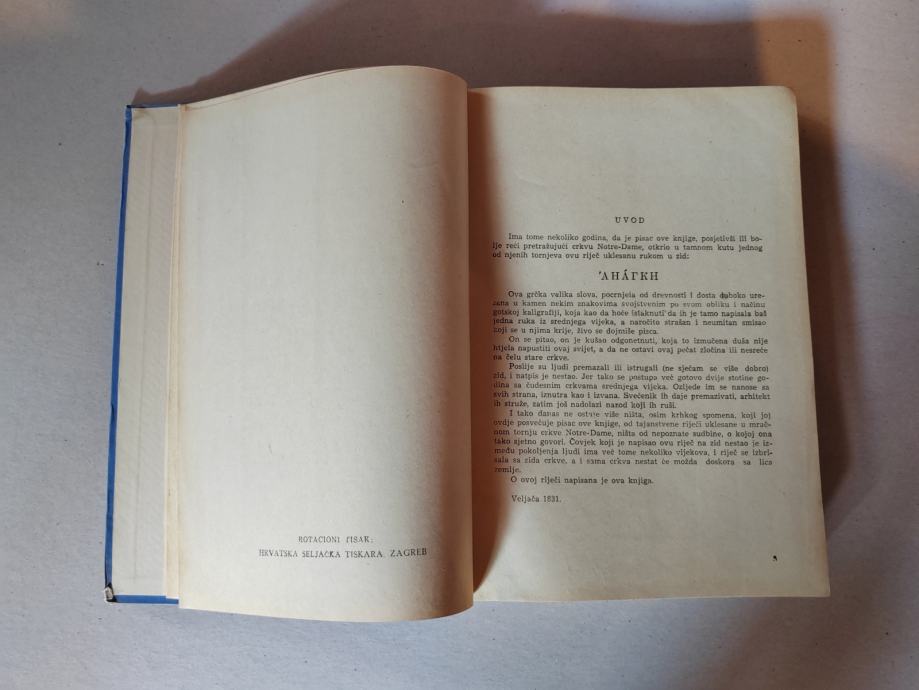 ROTACIONI TISAK:
HRVATSKA SELJAČKA TISKARA, ZAGREB
UVOD
Ima tome nekoliko godina, da je pisac ove knjige, posjetivši ili bo-
lje reći pretražujući crkvu Notre-Dame, otkrio u tamnom kutu jednog
od njenih tornjeva ovu riječ uklesanu rukom u zid:
'ΑΗÁΓΚΗ
Ova grčka velika slova, pocrnjela od drevnosti i dosta duboko ure-
zana u kamen nekim znakovima svojstvenim po svom obliku i načinu
gotskoj kaligrafiji, koja kao da hoće istaknuti da ih je tamo napisala baš
jedna ruka iz srednjega vijeka, a naročito strašan i neumitan smisao
koji se u njima krije, živo se dojmiše pisca.
On se pitao, on je kušao odgonetnuti, koja to izmučena duša nije
htjela napustiti ovaj svijet, a da ne ostavi ovaj pečat zločina ili nesreće
na čelu stare crkve.
Poslije su ljudi premazali ili istrugali (ne sjećam se više dobro)
zid, i natpis je nestao. Jer tako se postupa već gotovo dvije stotine go-
dina sa čudesnim crkvama srednjega vijeka. Ozljede im se nanose sa
svih strana, iznutra kao i izvana. Svećenik ih daje premazivati, arhitekt
ih struže, zatim još nadolazi narod koji ih ruši.
I tako danas ne ostaje više ništa, osim krhkog spomena, koji joj
ovdje posvećuje pisac ove knjige, od tajanstvene riječi uklesane u mrač-
nom tornju crkve Notre-Dame, ništa od nepoznate sudbine, o kojoj ona
tako sjetno govori. Čovjek koji je napisao ovu riječ na zid nestao je iz-
među pokoljenja ljudi ima već tome nekoliko vijekova, i riječ se izbri-
sala sa zida crkve, a i sama crkva nestat će možda doskora sa lica
zemlje.
O ovoj riječi napisana je ova knjiga.
Veljača 1831.